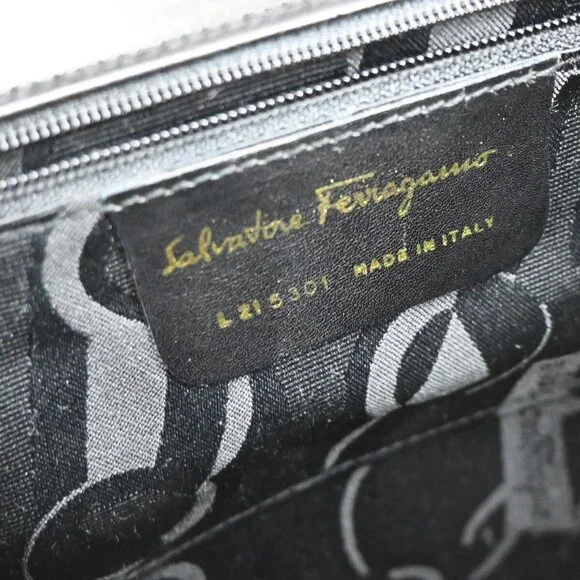 Salvatore Ferragamo
L 21 5301 MADE IN ITALY